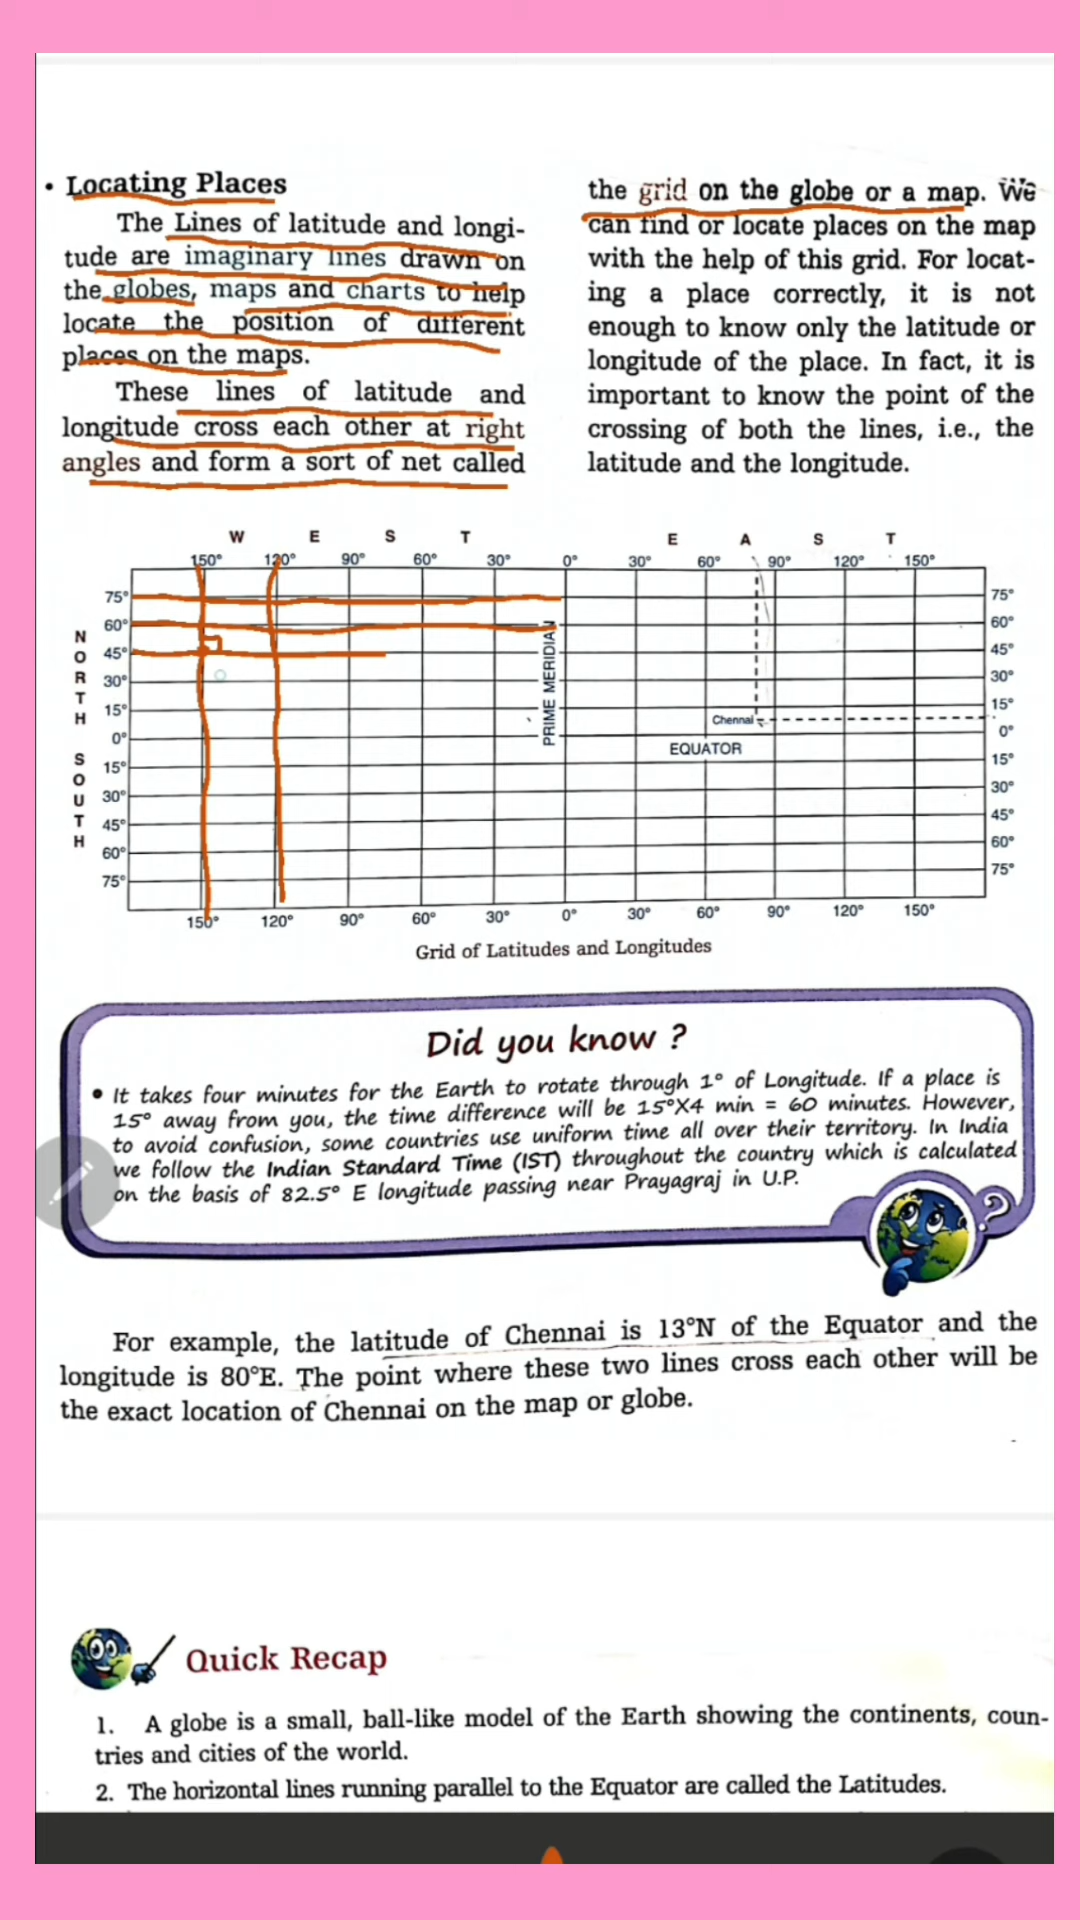 • Locating Places
The Lines of latitude and longi-
tude are imaginary lines drawn on
the globes, maps and charts to help
locate the position of different
places on the maps.
These lines of latitude and
longitude cross each other at right
angles and form a sort of net called
the grid on the globe or a map. We
can find or locate places on the map
with the help of this grid. For locat-
ing a place correctly, it is not
enough to know only the latitude or
longitude of the place. In fact, it is
important to know the point of the
crossing of both the lines, i.e., the
latitude and the longitude.
W E S T E A S T
150° 120° 90° 60° 30° 0° 30° 60° 90° 120° 150°
NORTH SOUTH
75° 75°
60° 60°
45° 45°
30° 30°
15° 15°
0° 0°
15° 15°
30° 30°
45° 45°
60° 60°
75° 75°
PRIME MERIDIAN
Chennai
EQUATOR
150° 120° 90° 60° 30° 0° 30° 60° 90° 120° 150°
Grid of Latitudes and Longitudes
Did you know ?
• It takes four minutes for the Earth to rotate through 1° of Longitude. If a place is
15° away from you, the time difference will be 15°X4 min = 60 minutes. However,
to avoid confusion, some countries use uniform time all over their territory. In India
we follow the Indian Standard Time (IST) throughout the country which is calculated
on the basis of 82.5° E longitude passing near Prayagraj in U.P.
?
For example, the latitude of Chennai is 13°N of the Equator and the
longitude is 80°E. The point where these two lines cross each other will be
the exact location of Chennai on the map or globe.
Quick Recap
1. A globe is a small, ball-like model of the Earth showing the continents, coun-
tries and cities of the world.
2. The horizontal lines running parallel to the Equator are called the Latitudes.